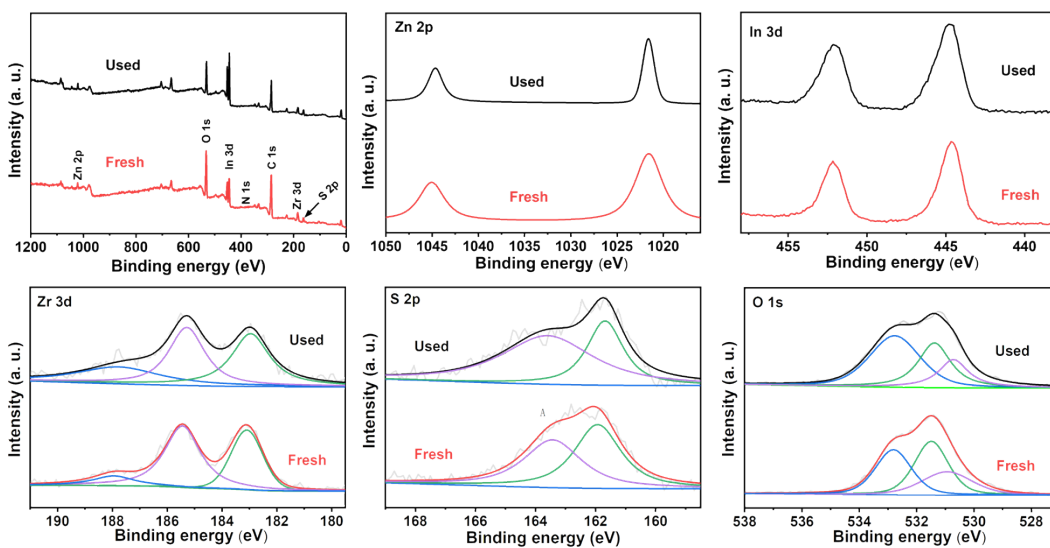 Used
Fresh
Zn 2p
O 1s
In 3d
N 1s
C 1s
Zr 3d
S 2p
Intensity (a. u.)
1200 1000 800 600 400 200 0
Binding energy (eV)
Zn 2p
Used
Fresh
Intensity (a. u.)
1050 1045 1040 1035 1030 1025 1020
Binding energy (eV)
In 3d
Used
Fresh
Intensity (a. u.)
455 450 445 440
Binding energy (eV)
Zr 3d
Used
Fresh
Intensity (a. u.)
190 188 186 184 182 180
Binding energy (eV)
S 2p
Used
A
Fresh
Intensity (a. u.)
168 166 164 162 160
Binding energy (eV)
O 1s
Used
Fresh
Intensity (a. u.)
538 536 534 532 530 528
Binding energy (eV)